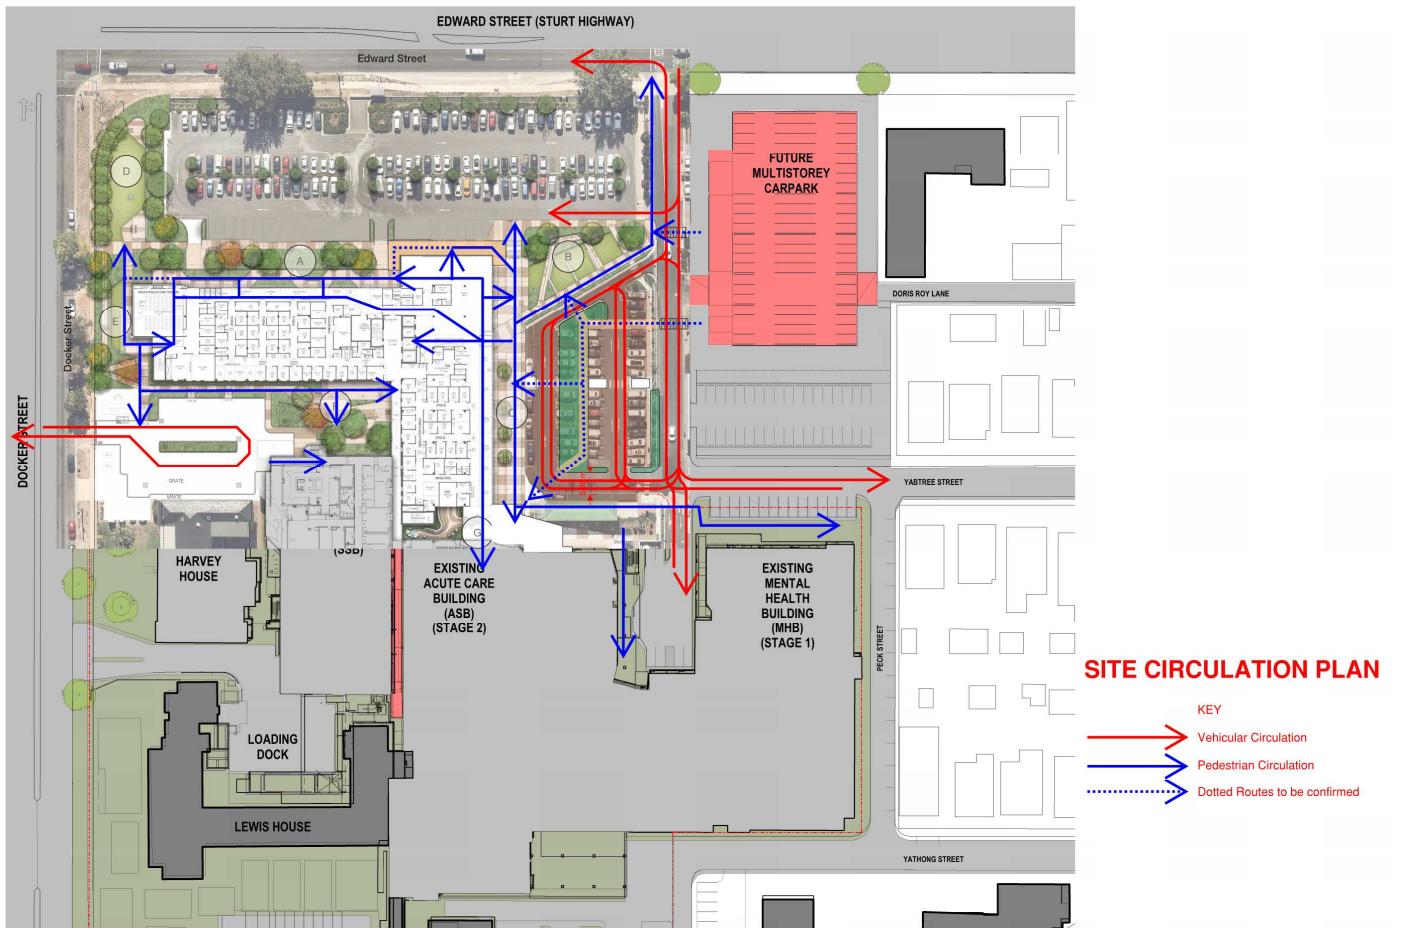 EDWARD STREET (STURT HIGHWAY)
Edward Street
FUTURE
MULTISTOREY
CARPARK
D
A
B
E
C
G
Docker Street
DOCKER STREET
DORIS ROY LANE
YABTREE STREET
GRATE
GRATE
(SSB)
HARVEY
HOUSE
EXISTING
ACUTE CARE
BUILDING
(ASB)
(STAGE 2)
EXISTING
MENTAL
HEALTH
BUILDING
(MHB)
(STAGE 1)
PECK STREET
SITE CIRCULATION PLAN
KEY
Vehicular Circulation
Pedestrian Circulation
Dotted Routes to be confirmed
LOADING
DOCK
LEWIS HOUSE
YATHONG STREET